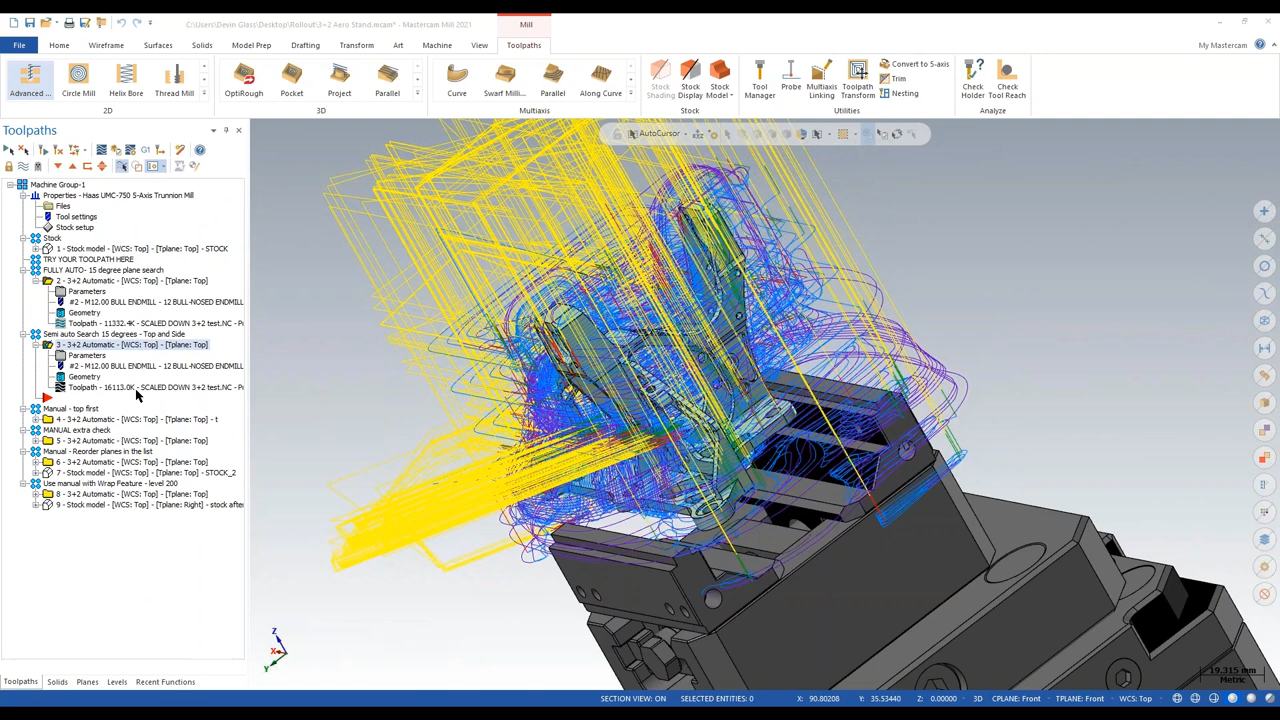 C:\Users\Devin Glass\Desktop\Rollout\3+2 Aero Stand.mcam* - Mastercam Mill 2021
Mill
File Home Wireframe Surfaces Solids Model Prep Drafting Transform Art Machine View Toolpaths My Mastercam
Advanced ... Circle Mill Helix Bore Thread Mill OptiRough Pocket Project Parallel Curve Swarf Milli... Parallel Along Curve Stock Shading Stock Display Stock Model Tool Manager Probe Multiaxis Linking Toolpath Transform Convert to 5-axis Trim Nesting Check Holder Check Tool Reach
2D 3D Multiaxis Stock Utilities Analyze
Toolpaths
AutoCursor
G1
Machine Group-1
Properties - Haas UMC-750 5-Axis Trunnion Mill
Files
Tool settings
Stock setup
Stock
1 - Stock model - [WCS: Top] - [Tplane: Top] - STOCK
TRY YOUR TOOLPATH HERE
FULLY AUTO- 15 degree plane search
2 - 3+2 Automatic - [WCS: Top] - [Tplane: Top]
Parameters
#2 - M12.00 BULL ENDMILL - 12 BULL-NOSED ENDMILL
Geometry
Toolpath - 11332.4K - SCALED DOWN 3+2 test.NC - P
Semi auto Search 15 degrees - Top and Side
3 - 3+2 Automatic - [WCS: Top] - [Tplane: Top]
Parameters
#2 - M12.00 BULL ENDMILL - 12 BULL-NOSED ENDMILL
Geometry
Toolpath - 16113.0K - SCALED DOWN 3+2 test.NC - P
Manual - top first
4 - 3+2 Automatic - [WCS: Top] - [Tplane: Top] - t
MANUAL extra check
5 - 3+2 Automatic - [WCS: Top] - [Tplane: Top]
Manual - Reorder planes in the list
6 - 3+2 Automatic - [WCS: Top] - [Tplane: Top]
7 - Stock model - [WCS: Top] - [Tplane: Top] - STOCK_2
Use manual with Wrap Feature - level 200
8 - 3+2 Automatic - [WCS: Top] - [Tplane: Top]
9 - Stock model - [WCS: Top] - [Tplane: Right] - stock after
Z
X
Y
19.315 mm
Metric
Toolpaths Solids Planes Levels Recent Functions
SECTION VIEW: ON SELECTED ENTITIES: 0 X: 90.80208 Y: 35.53440 Z: 0.00000 3D CPLANE: Front TPLANE: Front WCS: Top